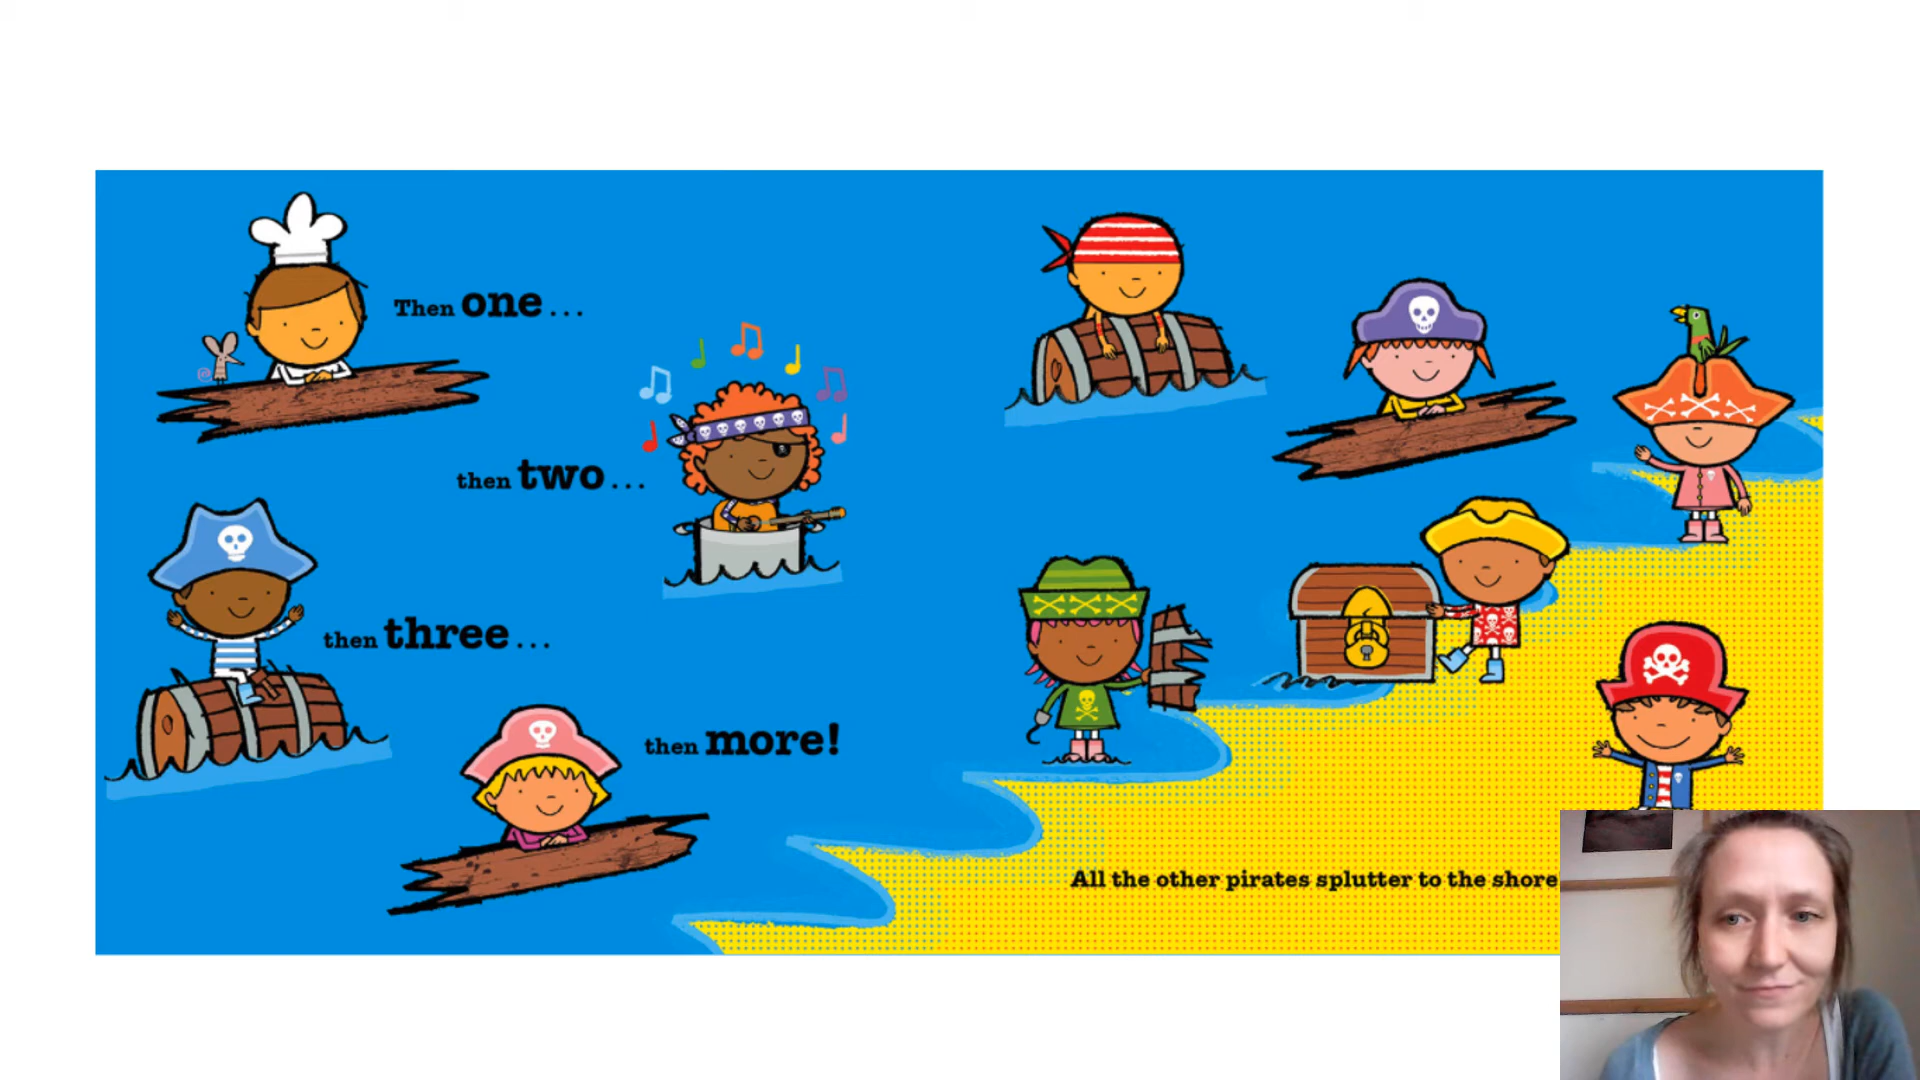 Then one...
then two...
then three...
then more!
All the other pirates splutter to the shore